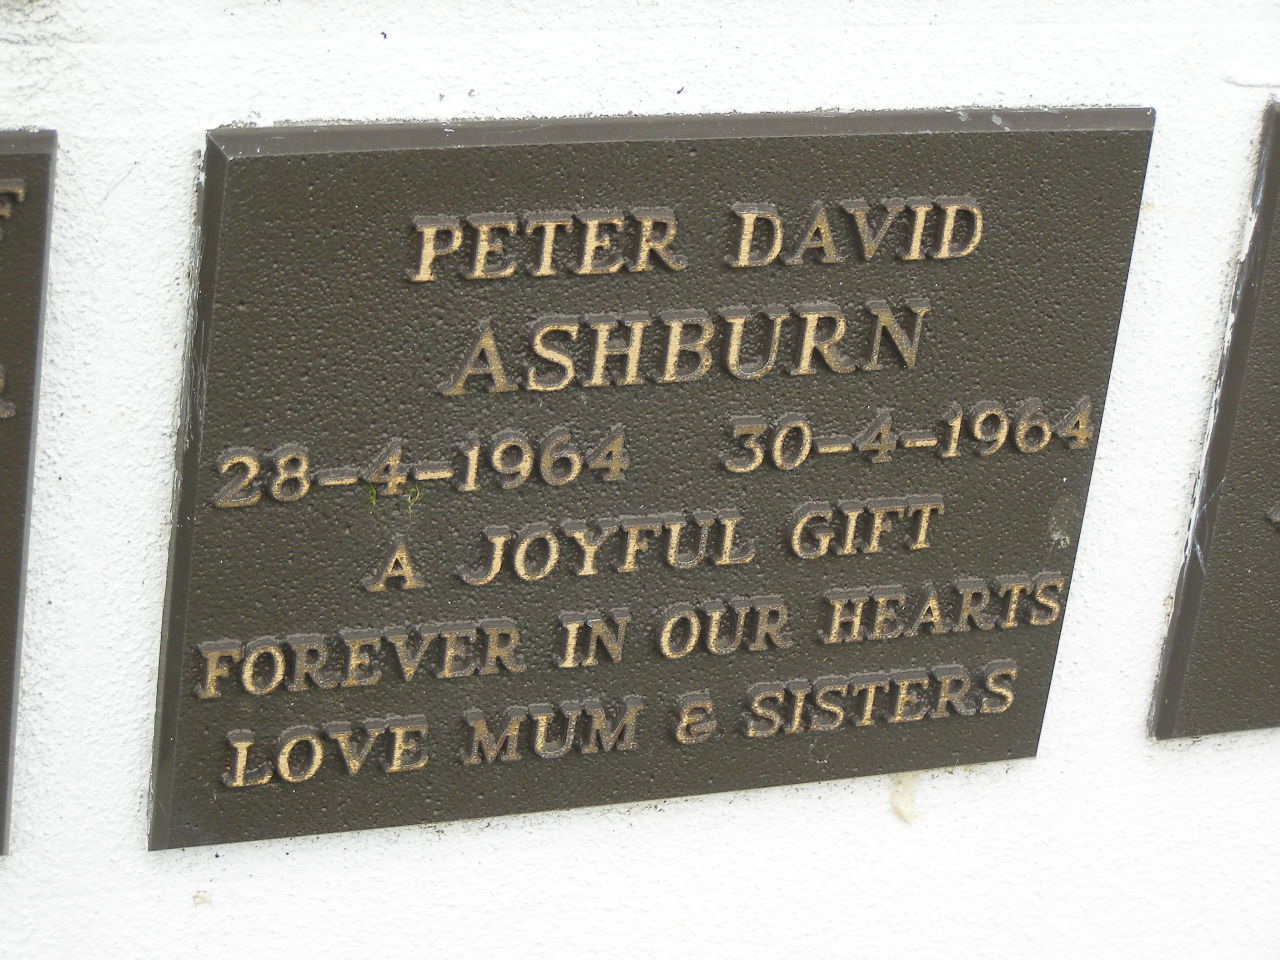 PETER DAVID
ASHBURN
28-4-1964 30-4-1964
A JOYFUL GIFT
FOREVER IN OUR HEARTS
LOVE MUM & SISTERS